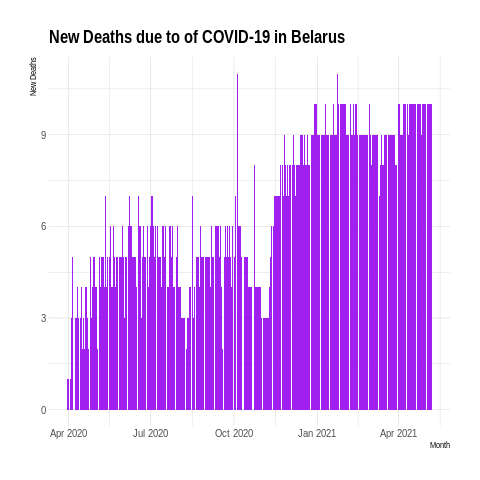 New Deaths due to of COVID-19 in Belarus
New Deaths
9
6
3
0
Apr 2020 Jul 2020 Oct 2020 Jan 2021 Apr 2021
Month